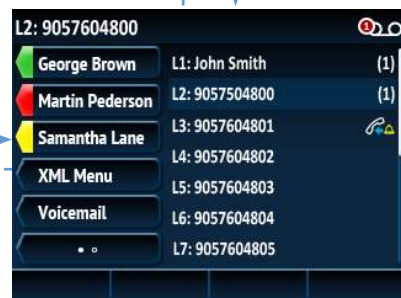 L2: 9057604800
1
George Brown
Martin Pederson
Samantha Lane
XML Menu
Voicemail
L1: John Smith (1)
L2: 9057504800 (1)
L3: 9057604801
L4: 9057604802
L5: 9057604803
L6: 9057604804
L7: 9057604805